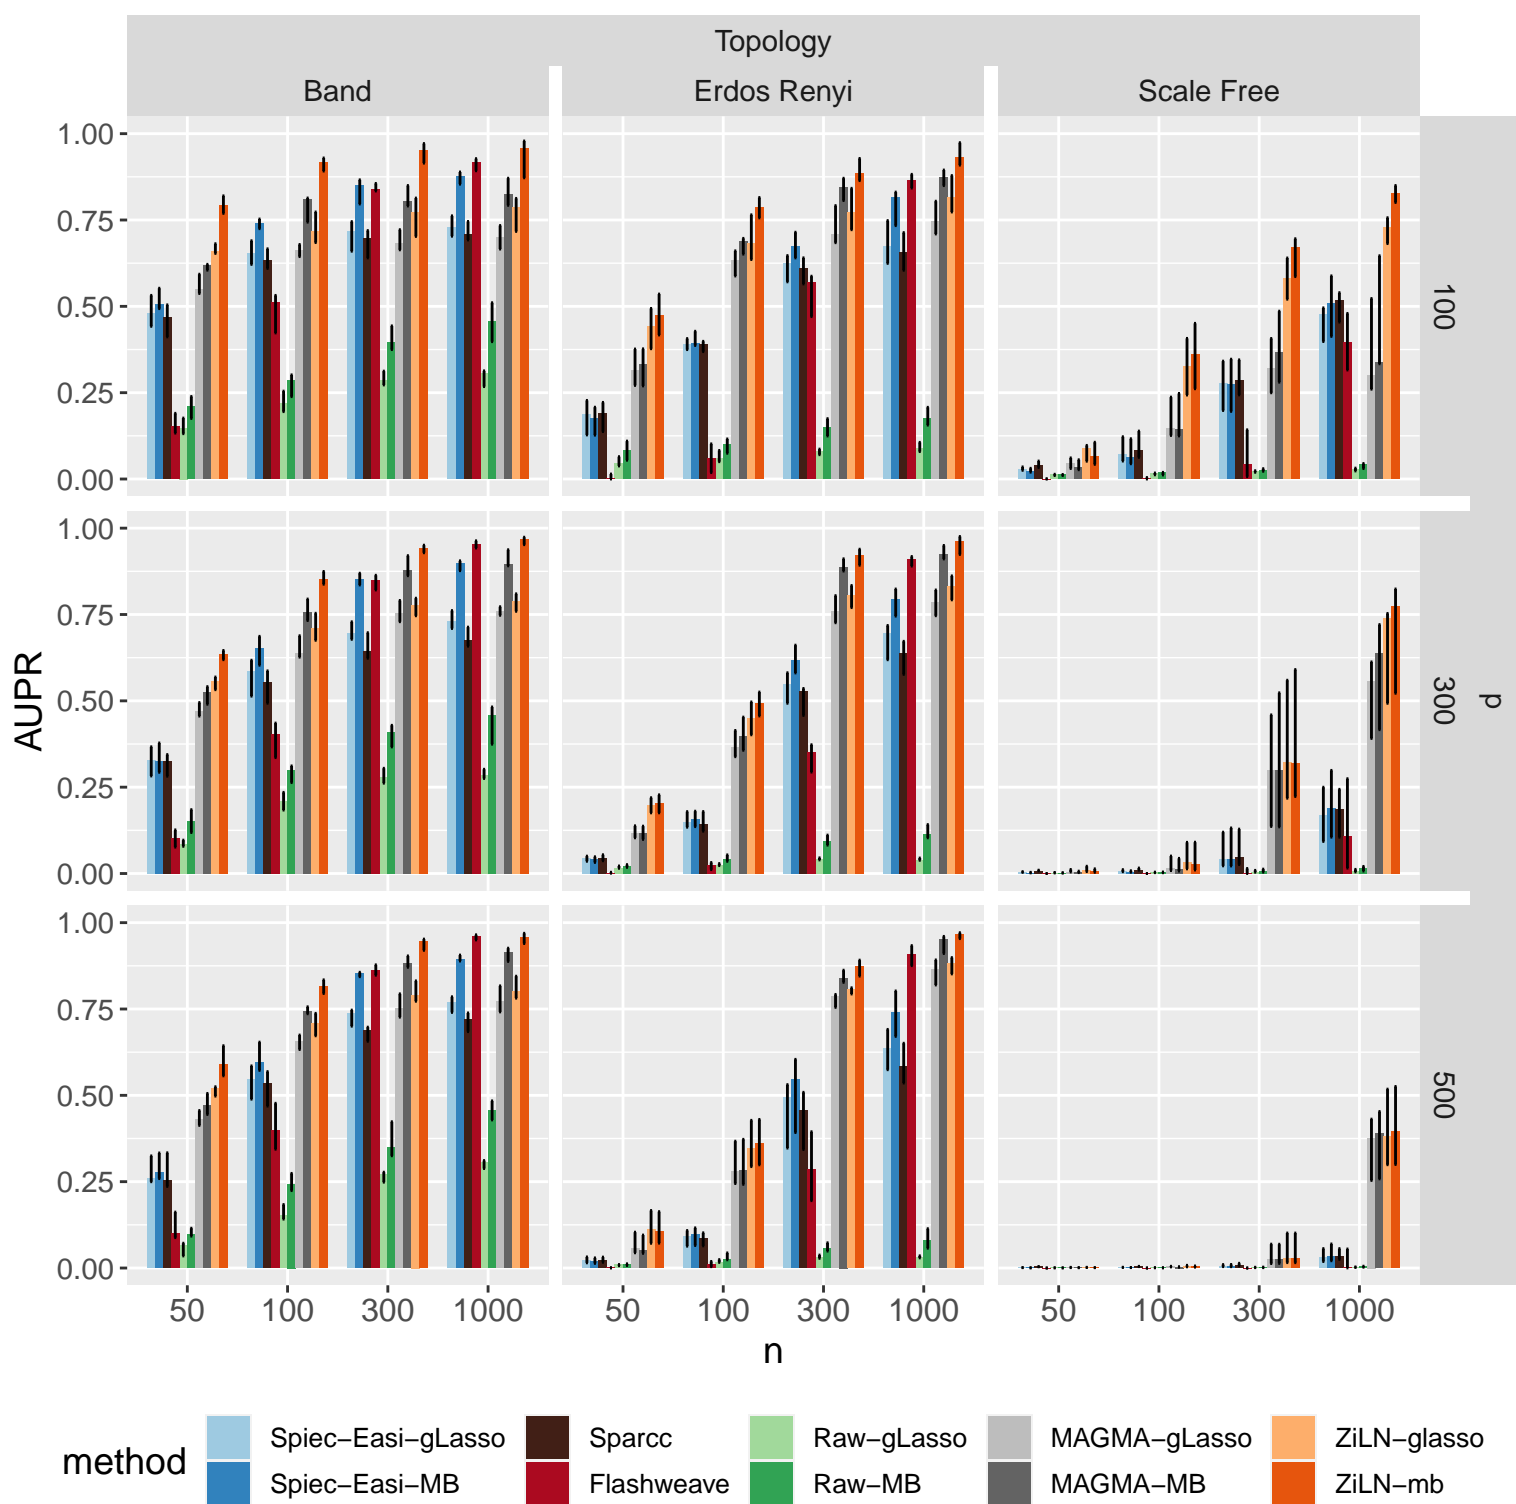 Topology
Band Erdos Renyi Scale Free
1.00
0.75
0.50
0.25
0.00
100
1.00
0.75
0.50
0.25
0.00
300
AUPR
p
1.00
0.75
0.50
0.25
0.00
500
50 100 300 1000 50 100 300 1000 50 100 300 1000
n
method
Spiec−Easi−gLasso Sparcc Raw−gLasso MAGMA−gLasso ZiLN−glasso
Spiec−Easi−MB Flashweave Raw−MB MAGMA−MB ZiLN−mb